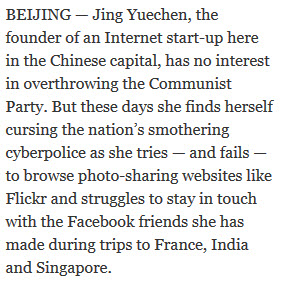 BEIJING — Jing Yuechen, the
founder of an Internet start-up here
in the Chinese capital, has no interest
in overthrowing the Communist
Party. But these days she finds herself
cursing the nation’s smothering
cyberpolice as she tries — and fails —
to browse photo-sharing websites like
Flickr and struggles to stay in touch
with the Facebook friends she has
made during trips to France, India
and Singapore.